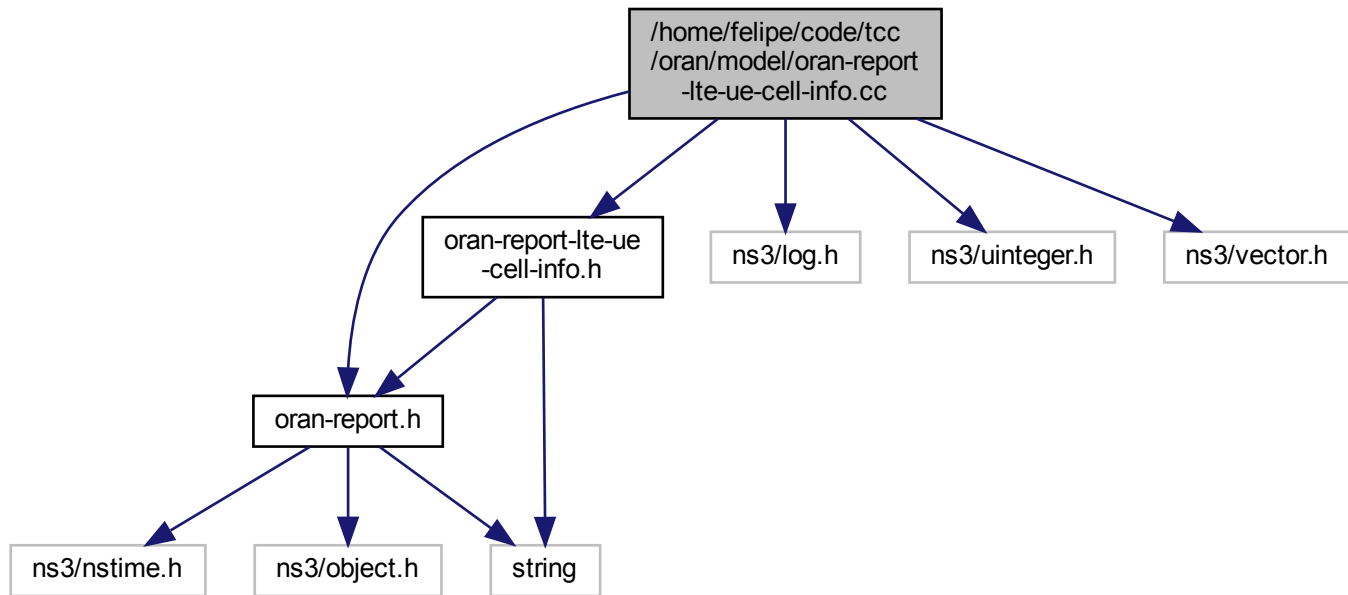 /home/felipe/code/tcc
/oran/model/oran-report
-lte-ue-cell-info.cc
oran-report-lte-ue
-cell-info.h
ns3/log.h
ns3/uinteger.h
ns3/vector.h
oran-report.h
ns3/nstime.h
ns3/object.h
string